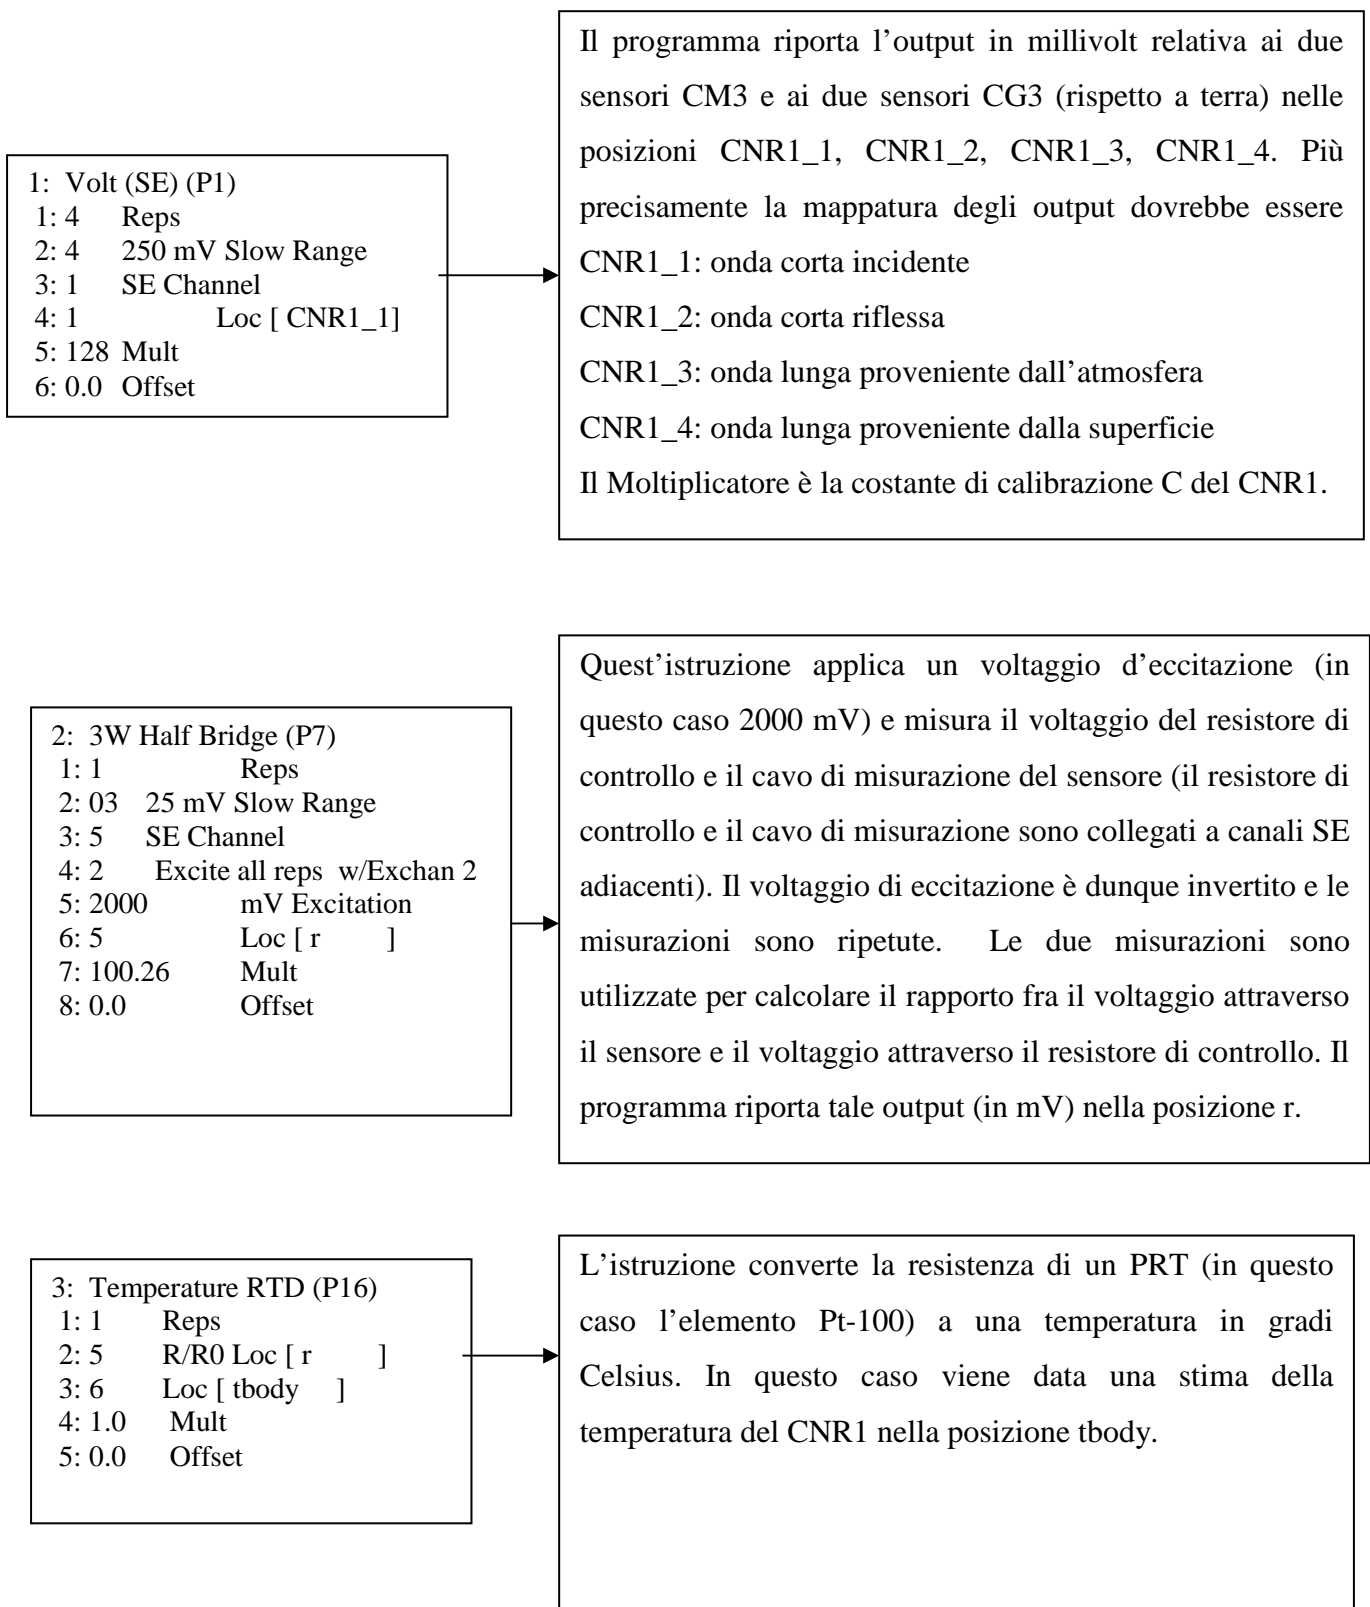 1: Volt (SE) (P1)
1: 4 Reps
2: 4 250 mV Slow Range
3: 1 SE Channel
4: 1 Loc [ CNR1_1]
5: 128 Mult
6: 0.0 Offset
Il programma riporta l’output in millivolt relativa ai due
sensori CM3 e ai due sensori CG3 (rispetto a terra) nelle
posizioni CNR1_1, CNR1_2, CNR1_3, CNR1_4. Più
precisamente la mappatura degli output dovrebbe essere
CNR1_1: onda corta incidente
CNR1_2: onda corta riflessa
CNR1_3: onda lunga proveniente dall’atmosfera
CNR1_4: onda lunga proveniente dalla superficie
Il Moltiplicatore è la costante di calibrazione C del CNR1.
2: 3W Half Bridge (P7)
1: 1 Reps
2: 03 25 mV Slow Range
3: 5 SE Channel
4: 2 Excite all reps w/Exchan 2
5: 2000 mV Excitation
6: 5 Loc [ r ]
7: 100.26 Mult
8: 0.0 Offset
Quest’istruzione applica un voltaggio d’eccitazione (in
questo caso 2000 mV) e misura il voltaggio del resistore di
controllo e il cavo di misurazione del sensore (il resistore di
controllo e il cavo di misurazione sono collegati a canali SE
adiacenti). Il voltaggio di eccitazione è dunque invertito e le
misurazioni sono ripetute. Le due misurazioni sono
utilizzate per calcolare il rapporto fra il voltaggio attraverso
il sensore e il voltaggio attraverso il resistore di controllo. Il
programma riporta tale output (in mV) nella posizione r.
3: Temperature RTD (P16)
1: 1 Reps
2: 5 R/R0 Loc [ r ]
3: 6 Loc [ tbody ]
4: 1.0 Mult
5: 0.0 Offset
L’istruzione converte la resistenza di un PRT (in questo
caso l’elemento Pt-100) a una temperatura in gradi
Celsius. In questo caso viene data una stima della
temperatura del CNR1 nella posizione tbody.